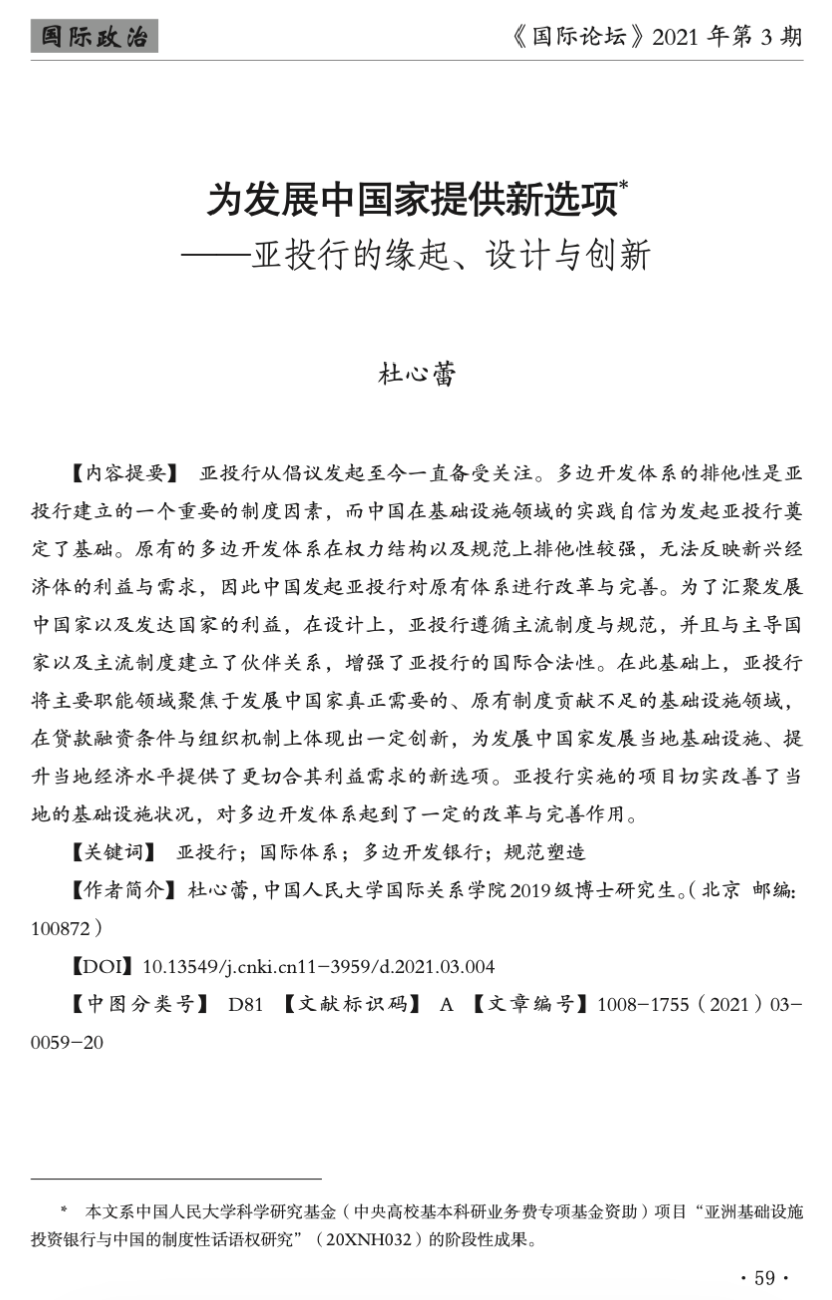 国际政治
《国际论坛》2021 年第 3 期
为发展中国家提供新选项*
——亚投行的缘起、设计与创新
杜心蕾
【内容提要】 亚投行从倡议发起至今一直备受关注。多边开发体系的排他性是亚
投行建立的一个重要的制度因素，而中国在基础设施领域的实践自信为发起亚投行奠
定了基础。原有的多边开发体系在权力结构以及规范上排他性较强，无法反映新兴经
济体的利益与需求，因此中国发起亚投行对原有体系进行改革与完善。为了汇聚发展
中国家以及发达国家的利益，在设计上，亚投行遵循主流制度与规范，并且与主导国
家以及主流制度建立了伙伴关系，增强了亚投行的国际合法性。在此基础上，亚投行
将主要职能领域聚焦于发展中国家真正需要的、原有制度贡献不足的基础设施领域，
在贷款融资条件与组织机制上体现出一定创新，为发展中国家发展当地基础设施、提
升当地经济水平提供了更切合其利益需求的新选项。亚投行实施的项目切实改善了当
地的基础设施状况，对多边开发体系起到了一定的改革与完善作用。
【关键词】 亚投行；国际体系；多边开发银行；规范塑造
【作者简介】杜心蕾，中国人民大学国际关系学院2019级博士研究生。（北京 邮编：
100872）
【DOI】10.13549/j.cnki.cn11-3959/d.2021.03.004
【中图分类号】 D81 【文献标识码】 A 【文章编号】1008-1755（2021）03-
0059-20
* 本文系中国人民大学科学研究基金（中央高校基本科研业务费专项基金资助）项目“亚洲基础设施
投资银行与中国的制度性话语权研究”（20XNH032）的阶段性成果。
·59·